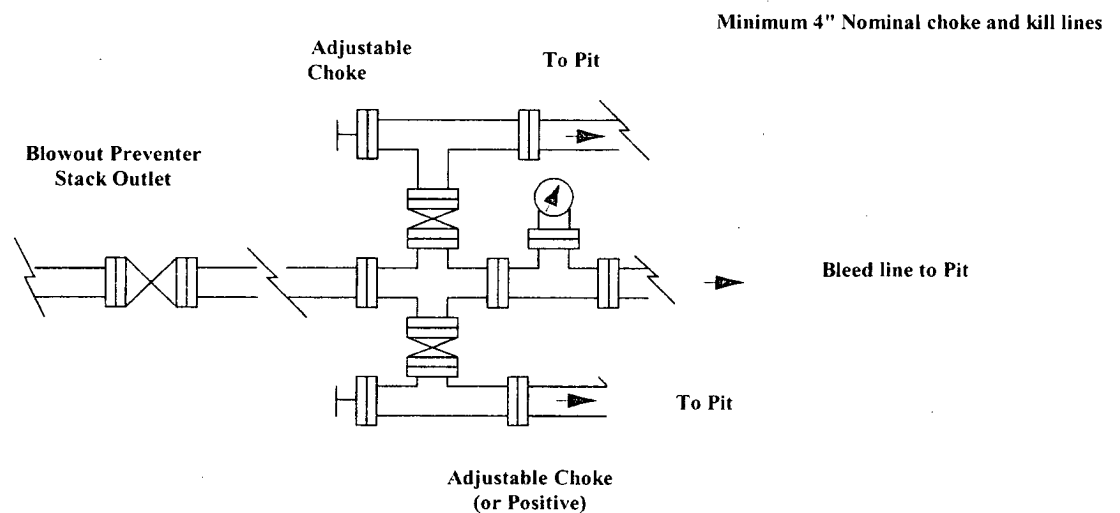 Minimum 4" Nominal choke and kill lines
Adjustable
Choke
To Pit
Blowout Preventer
Stack Outlet
Bleed line to Pit
To Pit
Adjustable Choke
(or Positive)